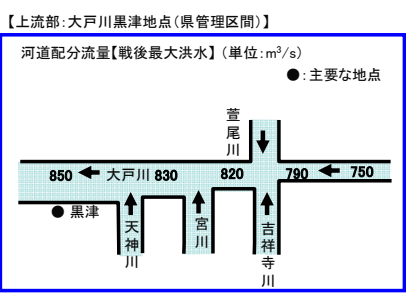 【上流部:大戸川黒津地点(県管理区間)】
河道配分流量【戦後最大洪水】(単位:m³/s)
●:主要な地点
萱尾川
850 大戸川 830 820 790 750
● 黒津
天神川
宮川
吉祥寺川